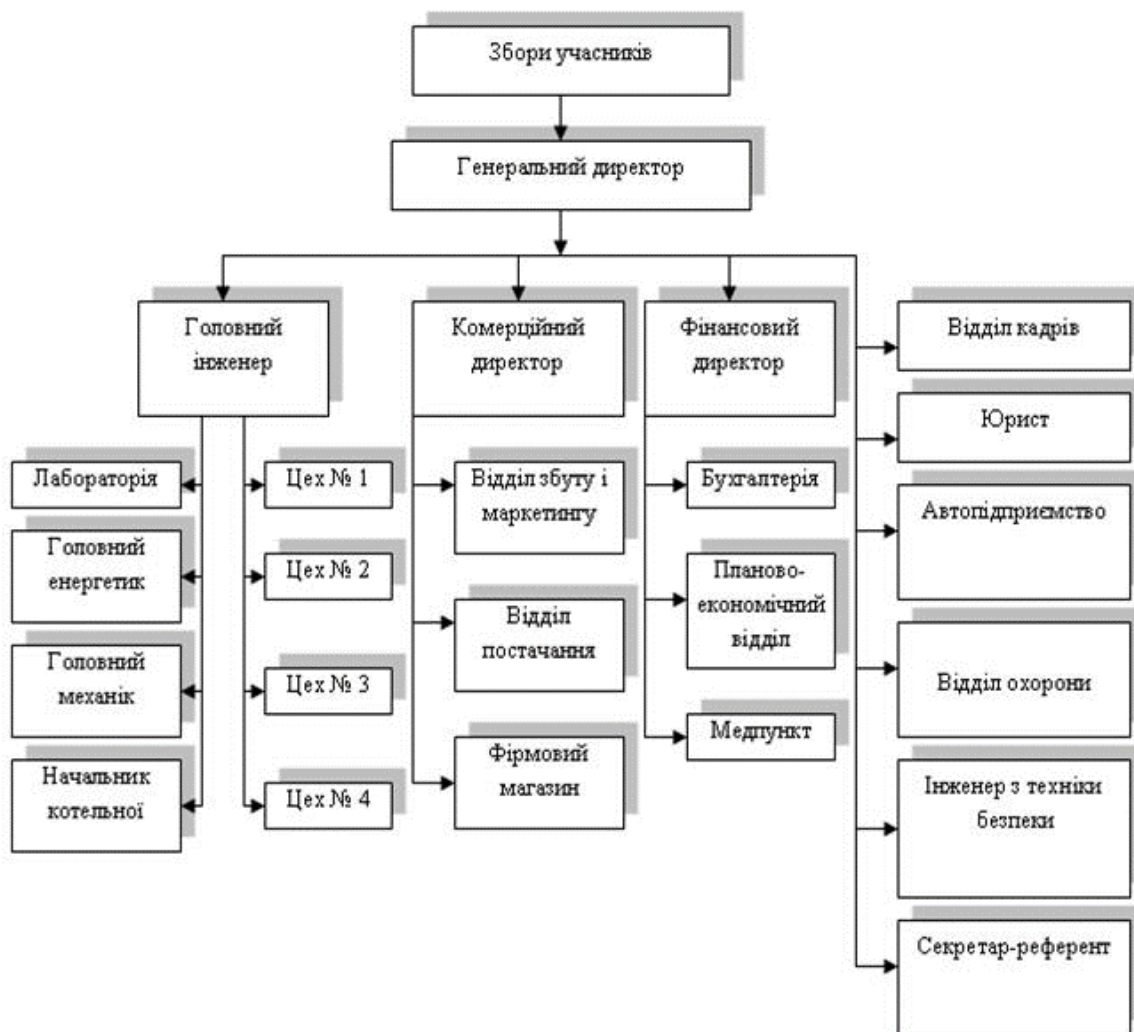 Збори учасників
Генеральний директор
Головний
інженер
Комерційний
директор
Фінансовий
директор
Відділ кадрів
Юрист
Автопідприємство
Відділ охорони
Інженер з техніки
безпеки
Секретар-референт
Лабораторія
Головний
енергетик
Головний
механік
Начальник
котельної
Цех № 1
Цех № 2
Цех № 3
Цех № 4
Відділ збуту і
маркетингу
Відділ
постачання
Фірмовий
магазин
Бухгалтерія
Планово-
економічний
відділ
Медпункт